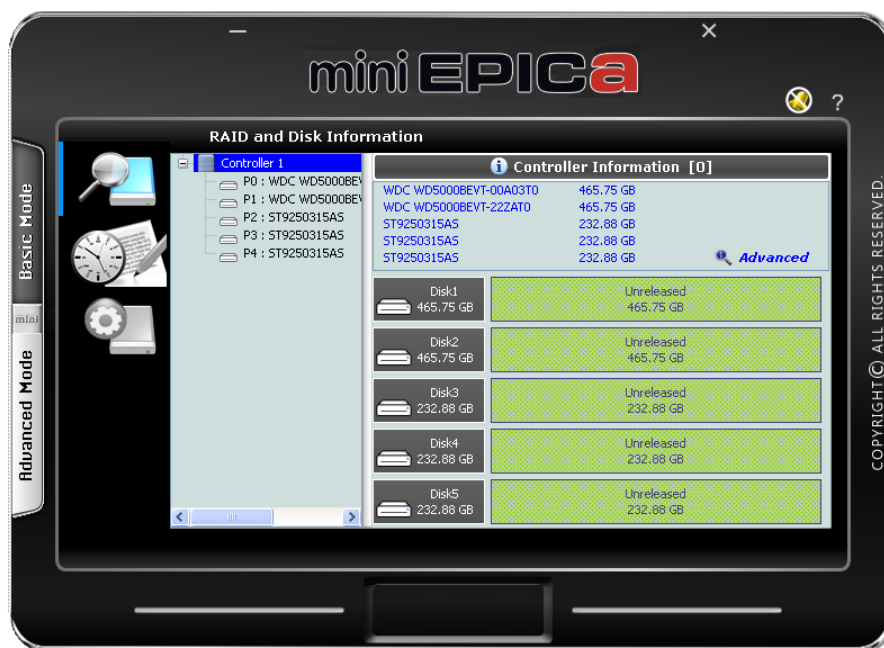 mini EPICa
?
RAID and Disk Information
Basic Mode
mini
Advanced Mode
Controller 1
P0 : WDC WD5000BEV
P1 : WDC WD5000BEV
P2 : ST9250315AS
P3 : ST9250315AS
P4 : ST9250315AS
Controller Information [0]
WDC WD5000BEVT-00A03T0 465.75 GB
WDC WD5000BEVT-22ZAT0 465.75 GB
ST9250315AS 232.88 GB
ST9250315AS 232.88 GB
ST9250315AS 232.88 GB
Advanced
Disk1
465.75 GB
Unreleased
465.75 GB
Disk2
465.75 GB
Unreleased
465.75 GB
Disk3
232.88 GB
Unreleased
232.88 GB
Disk4
232.88 GB
Unreleased
232.88 GB
Disk5
232.88 GB
Unreleased
232.88 GB
COPYRIGHT© ALL RIGHTS RESERVED.